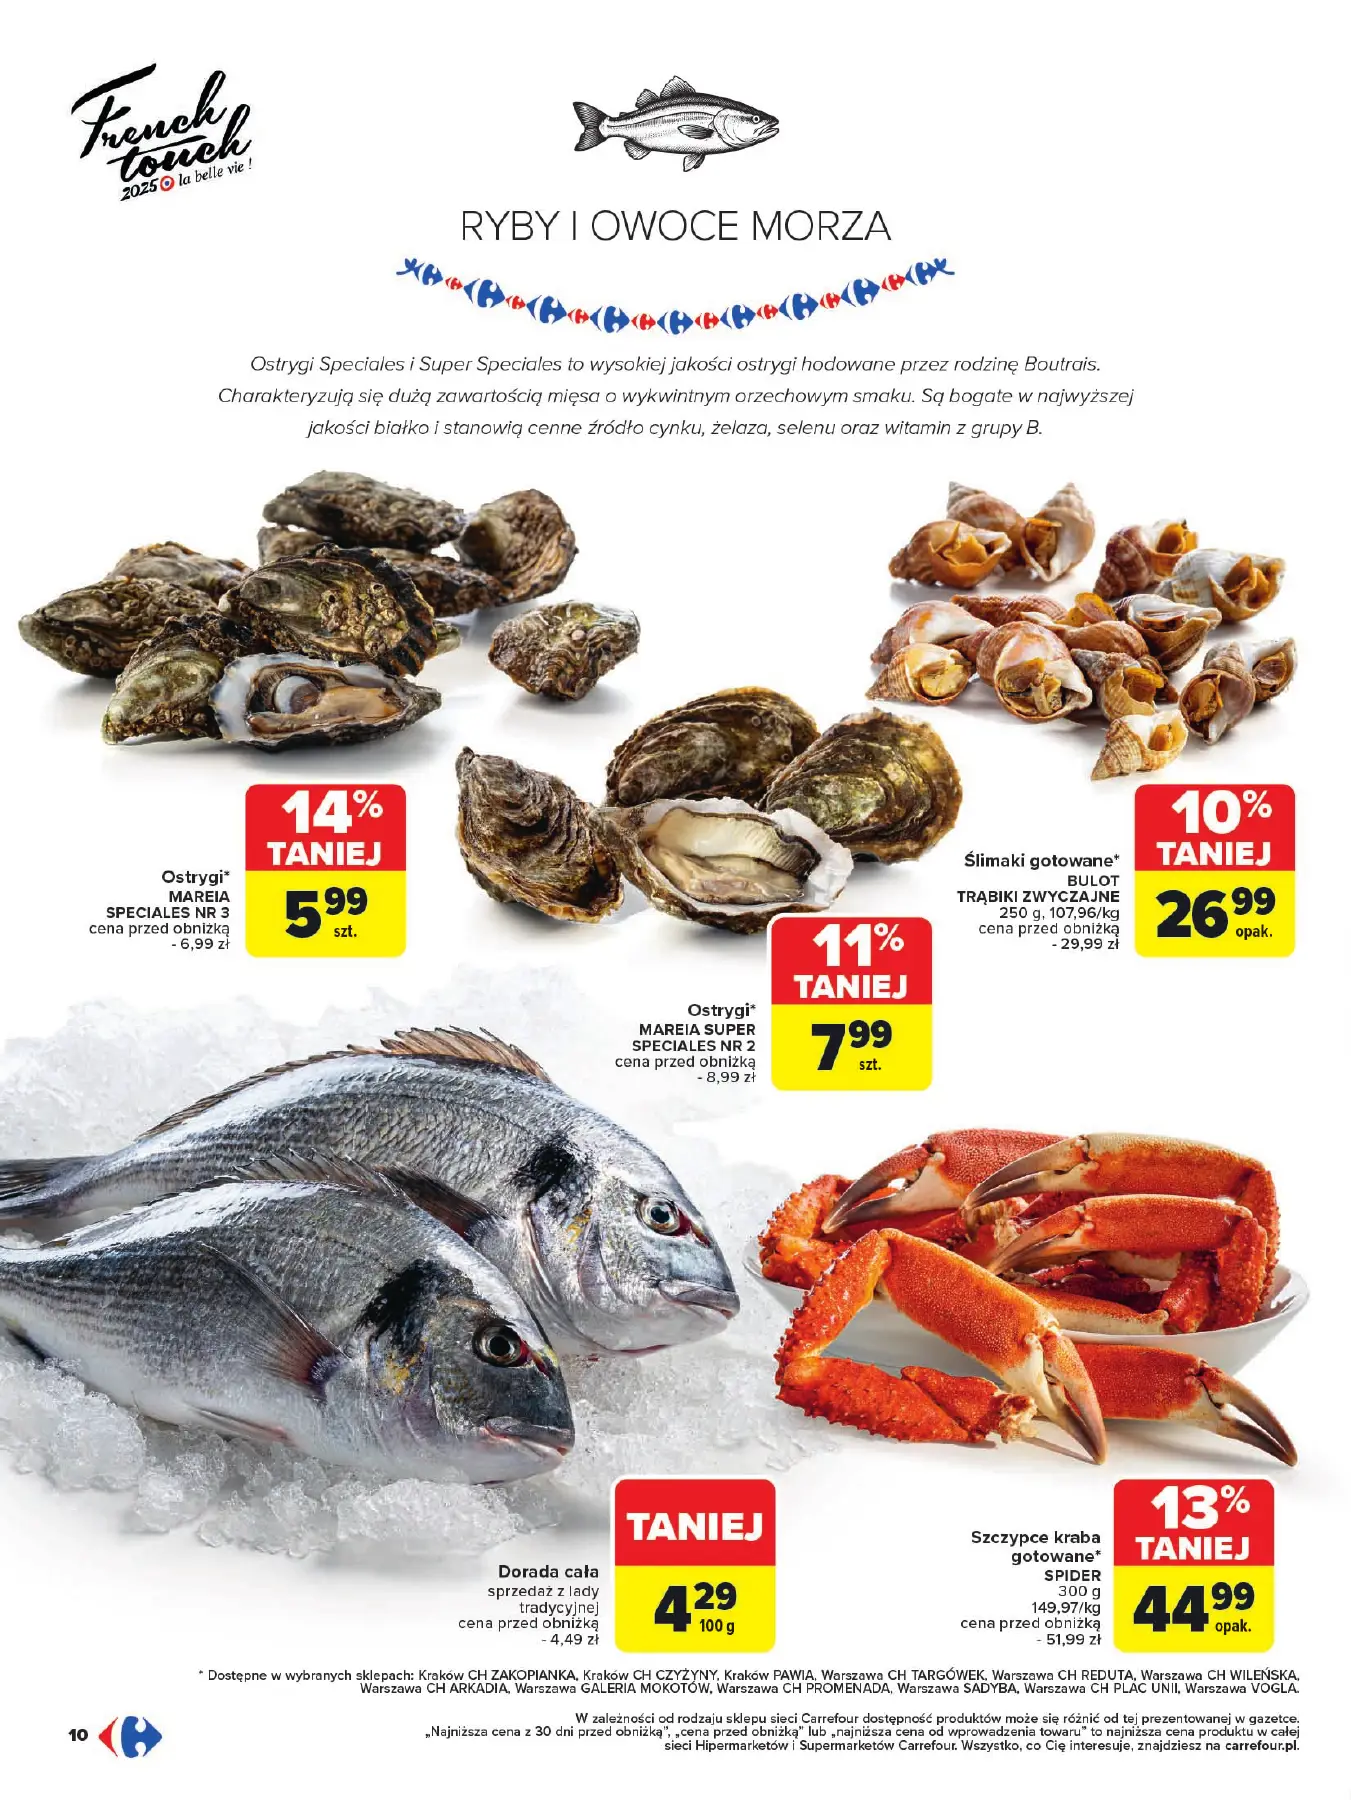 French
touch
2025 la belle vie !
RYBY I OWOCE MORZA
Ostrygi Speciales i Super Speciales to wysokiej jakości ostrygi hodowane przez rodzinę Boutrais.
Charakteryzują się dużą zawartością mięsa o wykwintnym orzechowym smaku. Są bogate w najwyższej
jakości białko i stanowią cenne źródło cynku, żelaza, selenu oraz witamin z grupy B.
14%
TANIEJ
Ostrygi*
MAREIA
SPECIALES NR 3
cena przed obniżką
- 6,99 zł
5 99
szt.
10%
TANIEJ
Ślimaki gotowane*
BULOT
TRĄBIKI ZWYCZAJNE
250 g, 107,96/kg
cena przed obniżką
- 29,99 zł
26 99
opak.
11%
TANIEJ
Ostrygi*
MAREIA SUPER
SPECIALES NR 2
cena przed obniżką
- 8,99 zł
7 99
szt.
TANIEJ
Dorada cała
sprzedaż z lady
tradycyjnej
cena przed obniżką
- 4,49 zł
4 29
100 g
13%
TANIEJ
Szczypce kraba
gotowane*
SPIDER
300 g
149,97/kg
cena przed obniżką
- 51,99 zł
44 99
opak.
* Dostępne w wybranych sklepach: Kraków CH ZAKOPIANKA, Kraków CH CZYŻYNY, Kraków PAWIA, Warszawa CH TARGÓWEK, Warszawa CH REDUTA, Warszawa CH WILEŃSKA,
Warszawa CH ARKADIA, Warszawa GALERIA MOKOTÓW, Warszawa CH PROMENADA, Warszawa SADYBA, Warszawa CH PLAC UNII, Warszawa VOGLA.
W zależności od rodzaju sklepu sieci Carrefour dostępność produktów może się różnić od tej prezentowanej w gazetce.
„Najniższa cena z 30 dni przed obniżką", „cena przed obniżką" lub „najniższa cena od wprowadzenia towaru" to najniższa cena produktu w całej
sieci Hipermarketów i Supermarketów Carrefour. Wszystko, co Cię interesuje, znajdziesz na carrefour.pl.
10